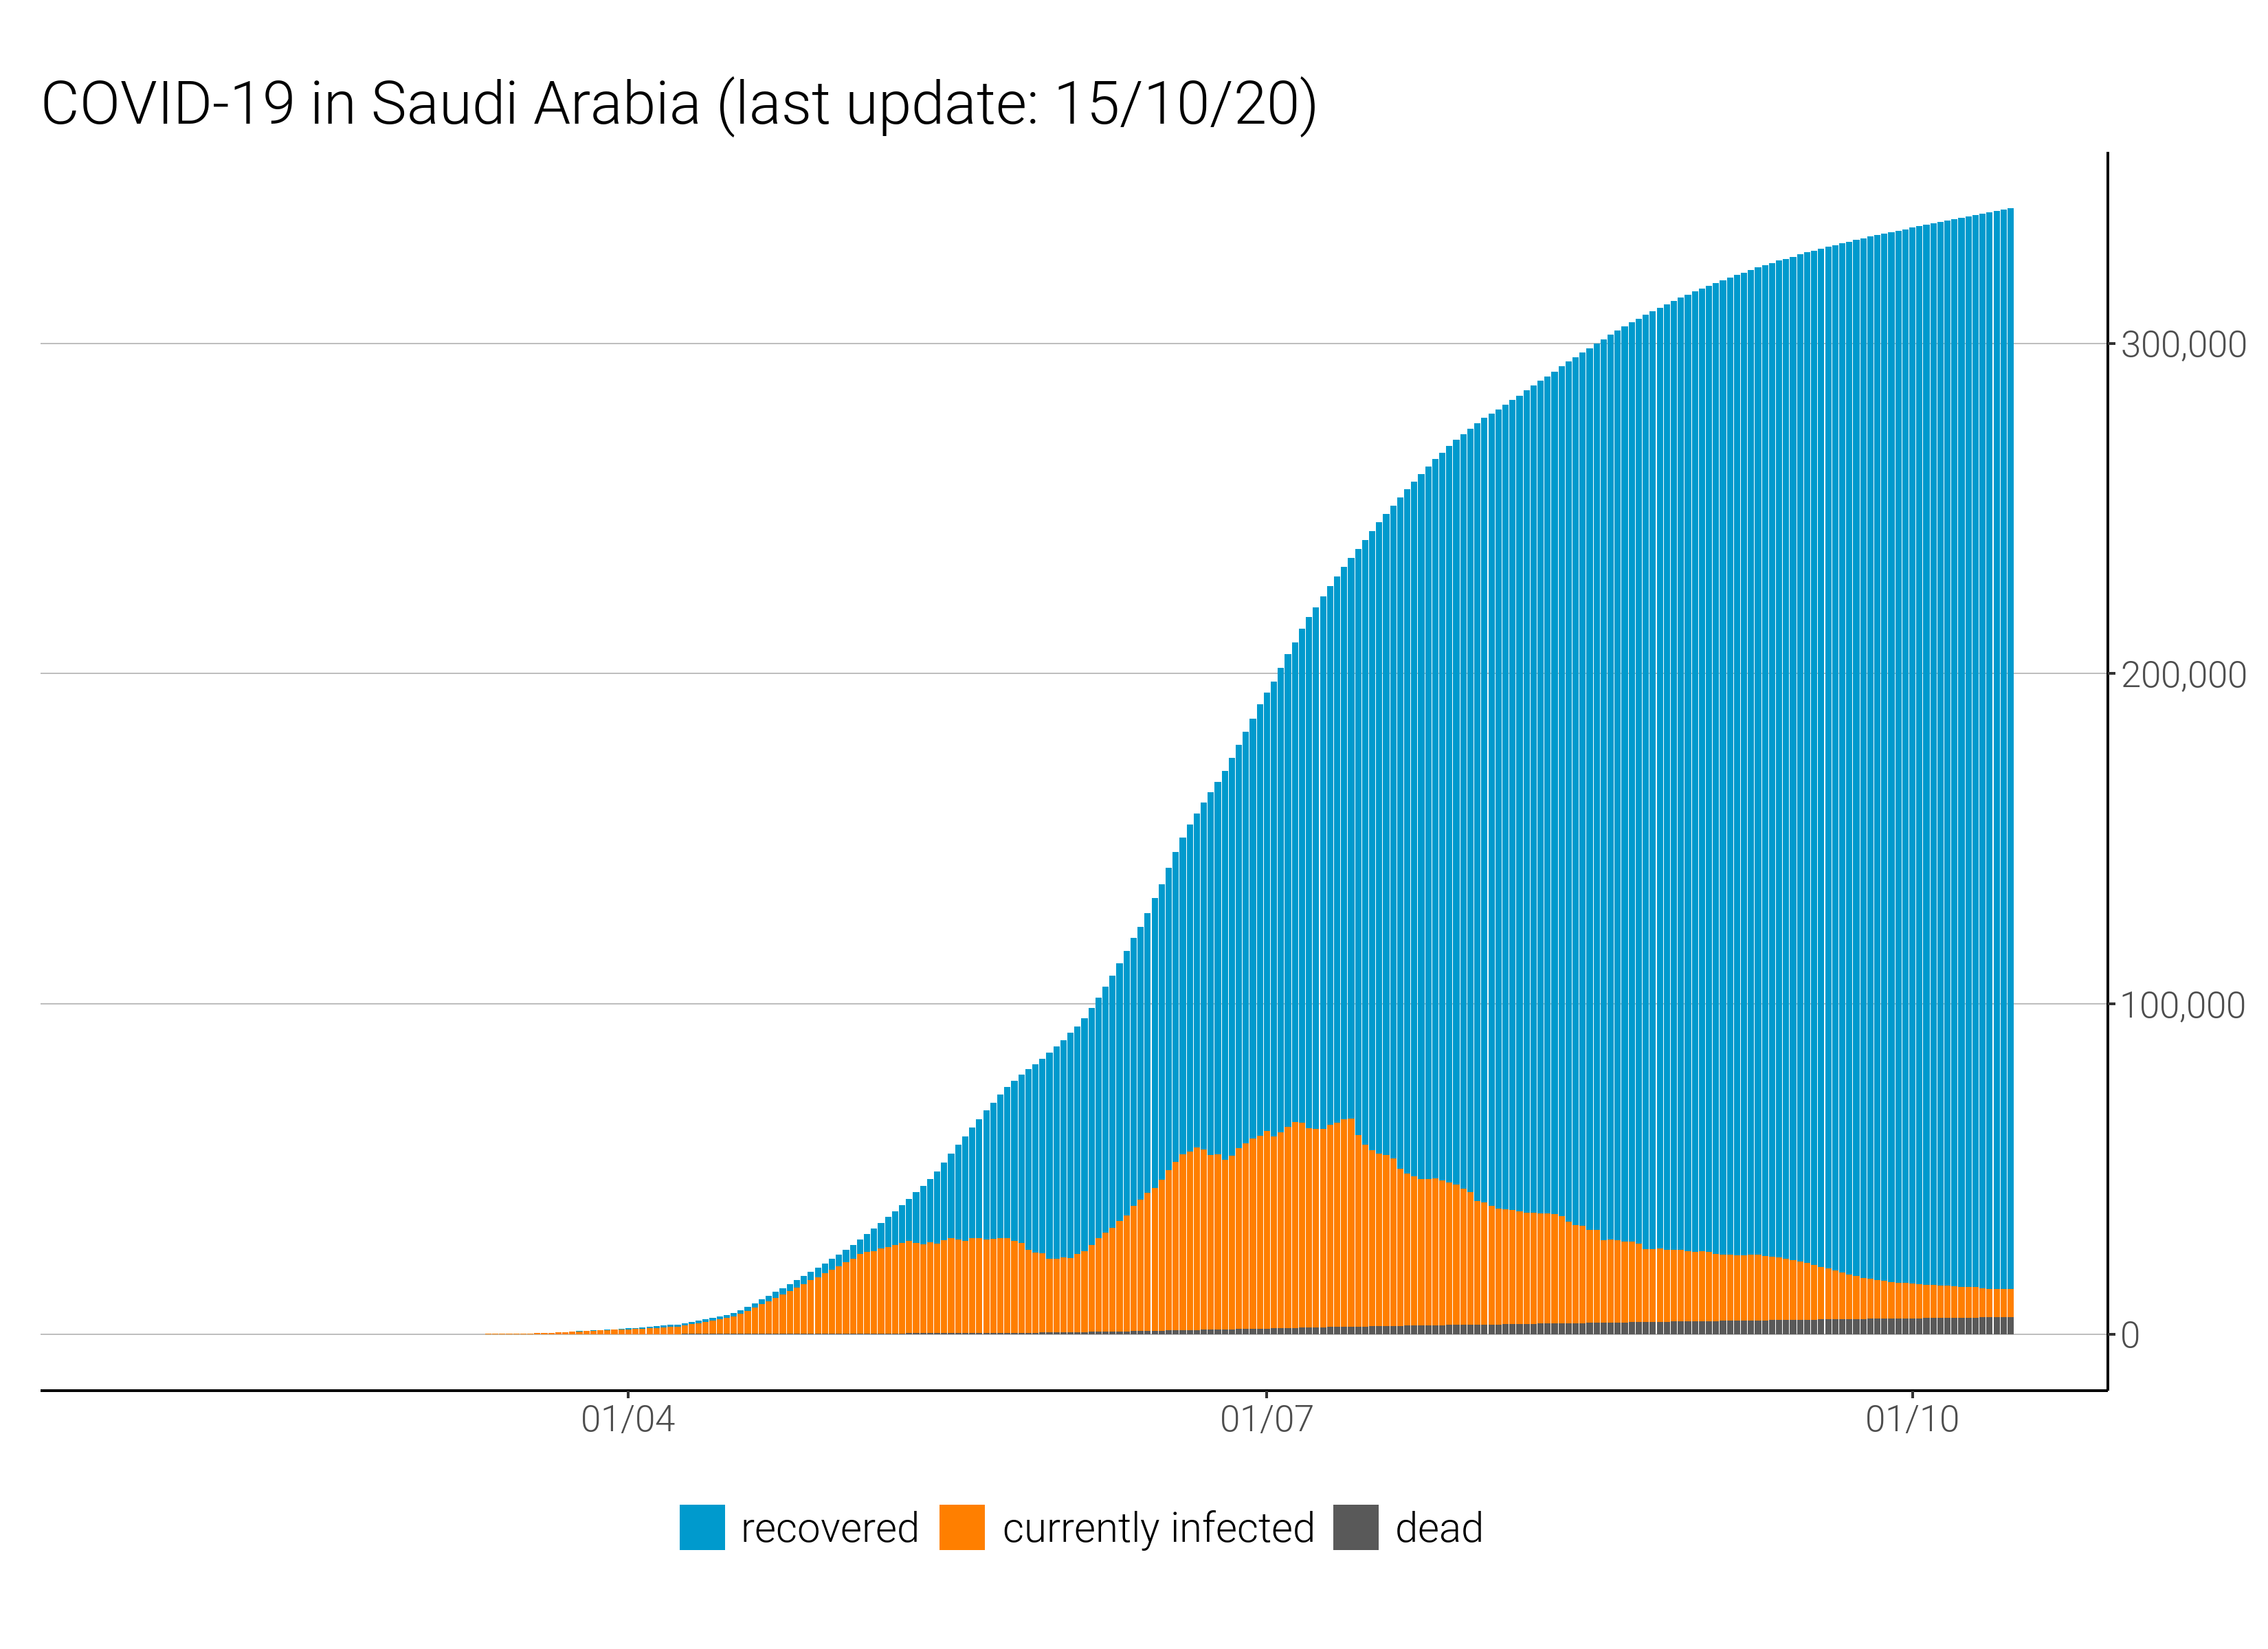 COVID-19 in Saudi Arabia (last update: 15/10/20)
300,000
200,000
100,000
0
01/04 01/07 01/10
recovered currently infected dead